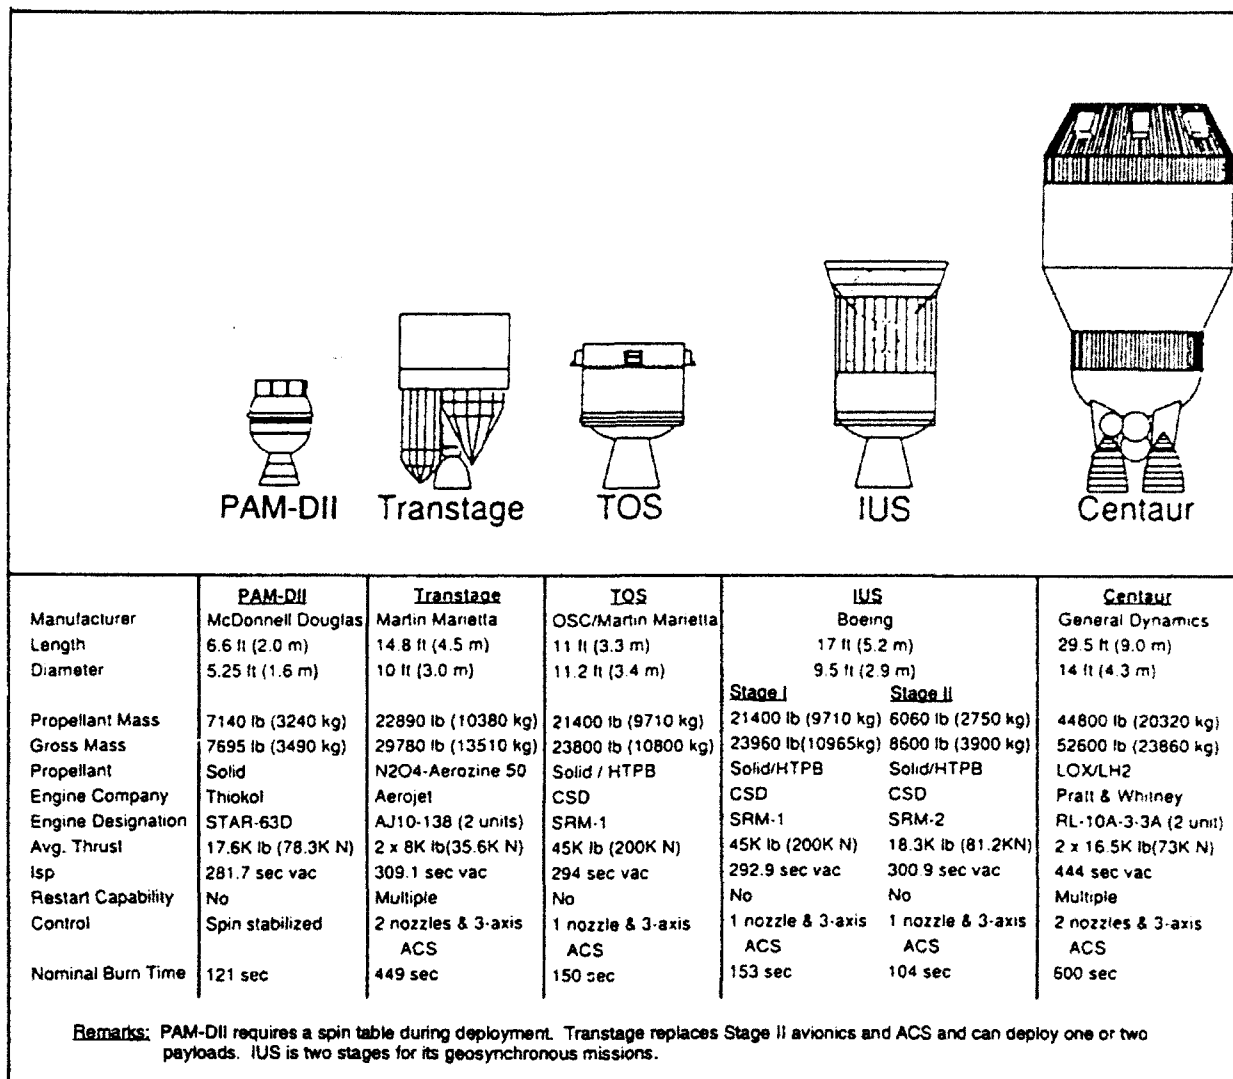 PAM-DII Transtage TOS IUS Centaur
PAM-DII Transtage TOS IUS Centaur
Manufacturer McDonnell Douglas Martin Marietta OSC/Martin Marietta Boeing General Dynamics
Length 6.6 ft (2.0 m) 14.8 ft (4.5 m) 11 ft (3.3 m) 17 ft (5.2 m) 29.5 ft (9.0 m)
Diameter 5.25 ft (1.6 m) 10 ft (3.0 m) 11.2 ft (3.4 m) 9.5 ft (2.9 m) 14 ft (4.3 m)
Stage I Stage II
Propellant Mass 7140 lb (3240 kg) 22890 lb (10380 kg) 21400 lb (9710 kg) 21400 lb (9710 kg) 6060 lb (2750 kg) 44800 lb (20320 kg)
Gross Mass 7695 lb (3490 kg) 29780 lb (13510 kg) 23800 lb (10800 kg) 23960 lb(10965kg) 8600 lb (3900 kg) 52600 lb (23860 kg)
Propellant Solid N2O4-Aerozine 50 Solid / HTPB Solid/HTPB Solid/HTPB LOX/LH2
Engine Company Thiokol Aerojet CSD CSD CSD Pratt & Whitney
Engine Designation STAR-63D AJ10-138 (2 units) SRM-1 SRM-1 SRM-2 RL-10A-3-3A (2 unit)
Avg. Thrust 17.6K lb (78.3K N) 2 x 8K lb(35.6K N) 45K lb (200K N) 45K lb (200K N) 18.3K lb (81.2KN) 2 x 16.5K lb(73K N)
Isp 281.7 sec vac 309.1 sec vac 294 sec vac 292.9 sec vac 300.9 sec vac 444 sec vac
Restart Capability No Multiple No No No Multiple
Control Spin stabilized 2 nozzles & 3-axis 1 nozzle & 3-axis 1 nozzle & 3-axis 1 nozzle & 3-axis 2 nozzles & 3-axis
ACS ACS ACS ACS ACS
Nominal Burn Time 121 sec 449 sec 150 sec 153 sec 104 sec 600 sec
Remarks: PAM-DII requires a spin table during deployment. Transtage replaces Stage II avionics and ACS and can deploy one or two
payloads. IUS is two stages for its geosynchronous missions.